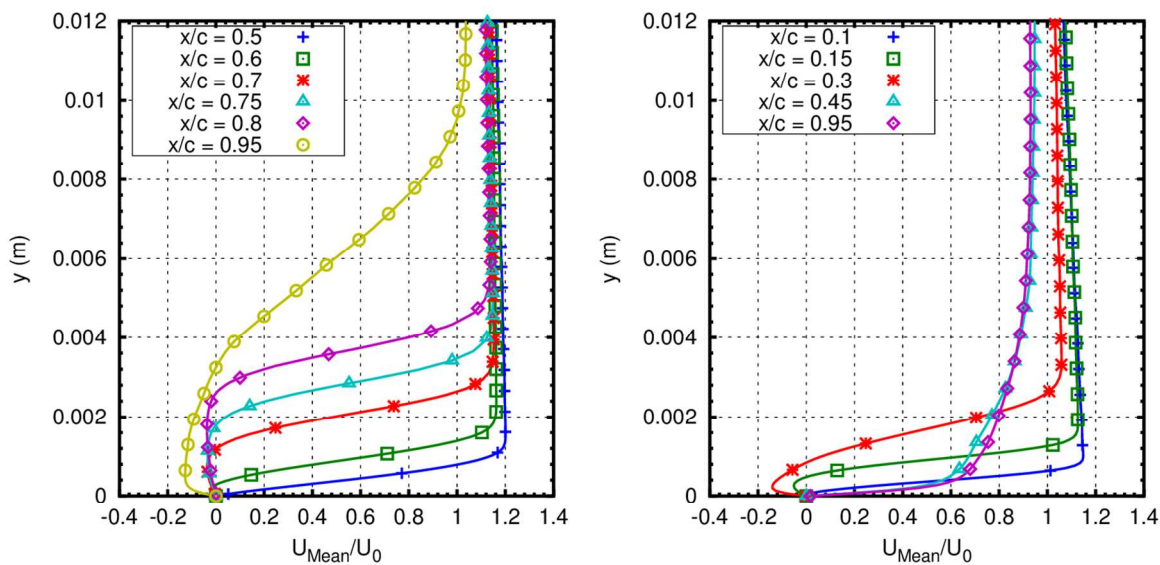 0.012
0.01
0.008
0.006
0.004
0.002
0
y (m)
x/c = 0.5
x/c = 0.6
x/c = 0.7
x/c = 0.75
x/c = 0.8
x/c = 0.95
-0.4 -0.2 0 0.2 0.4 0.6 0.8 1 1.2 1.4
U_Mean/U_0
0.012
0.01
0.008
0.006
0.004
0.002
0
y (m)
x/c = 0.1
x/c = 0.15
x/c = 0.3
x/c = 0.45
x/c = 0.95
-0.4 -0.2 0 0.2 0.4 0.6 0.8 1 1.2 1.4
U_Mean/U_0